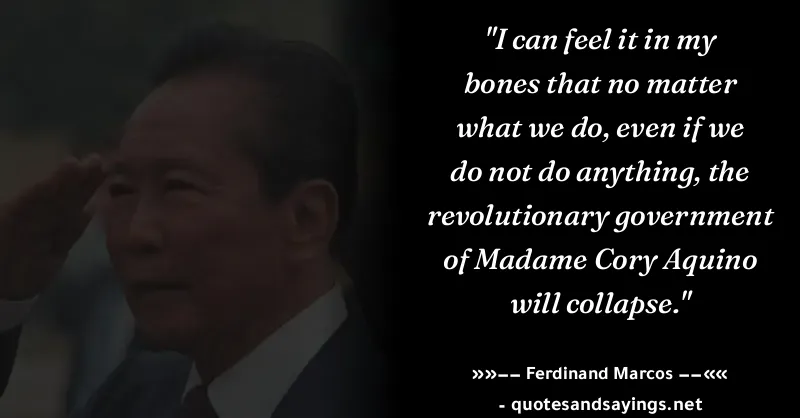 "I can feel it in my
bones that no matter
what we do, even if we
do not do anything, the
revolutionary government
of Madame Cory Aquino
will collapse."
»»−− Ferdinand Marcos −−««
- quotesandsayings.net